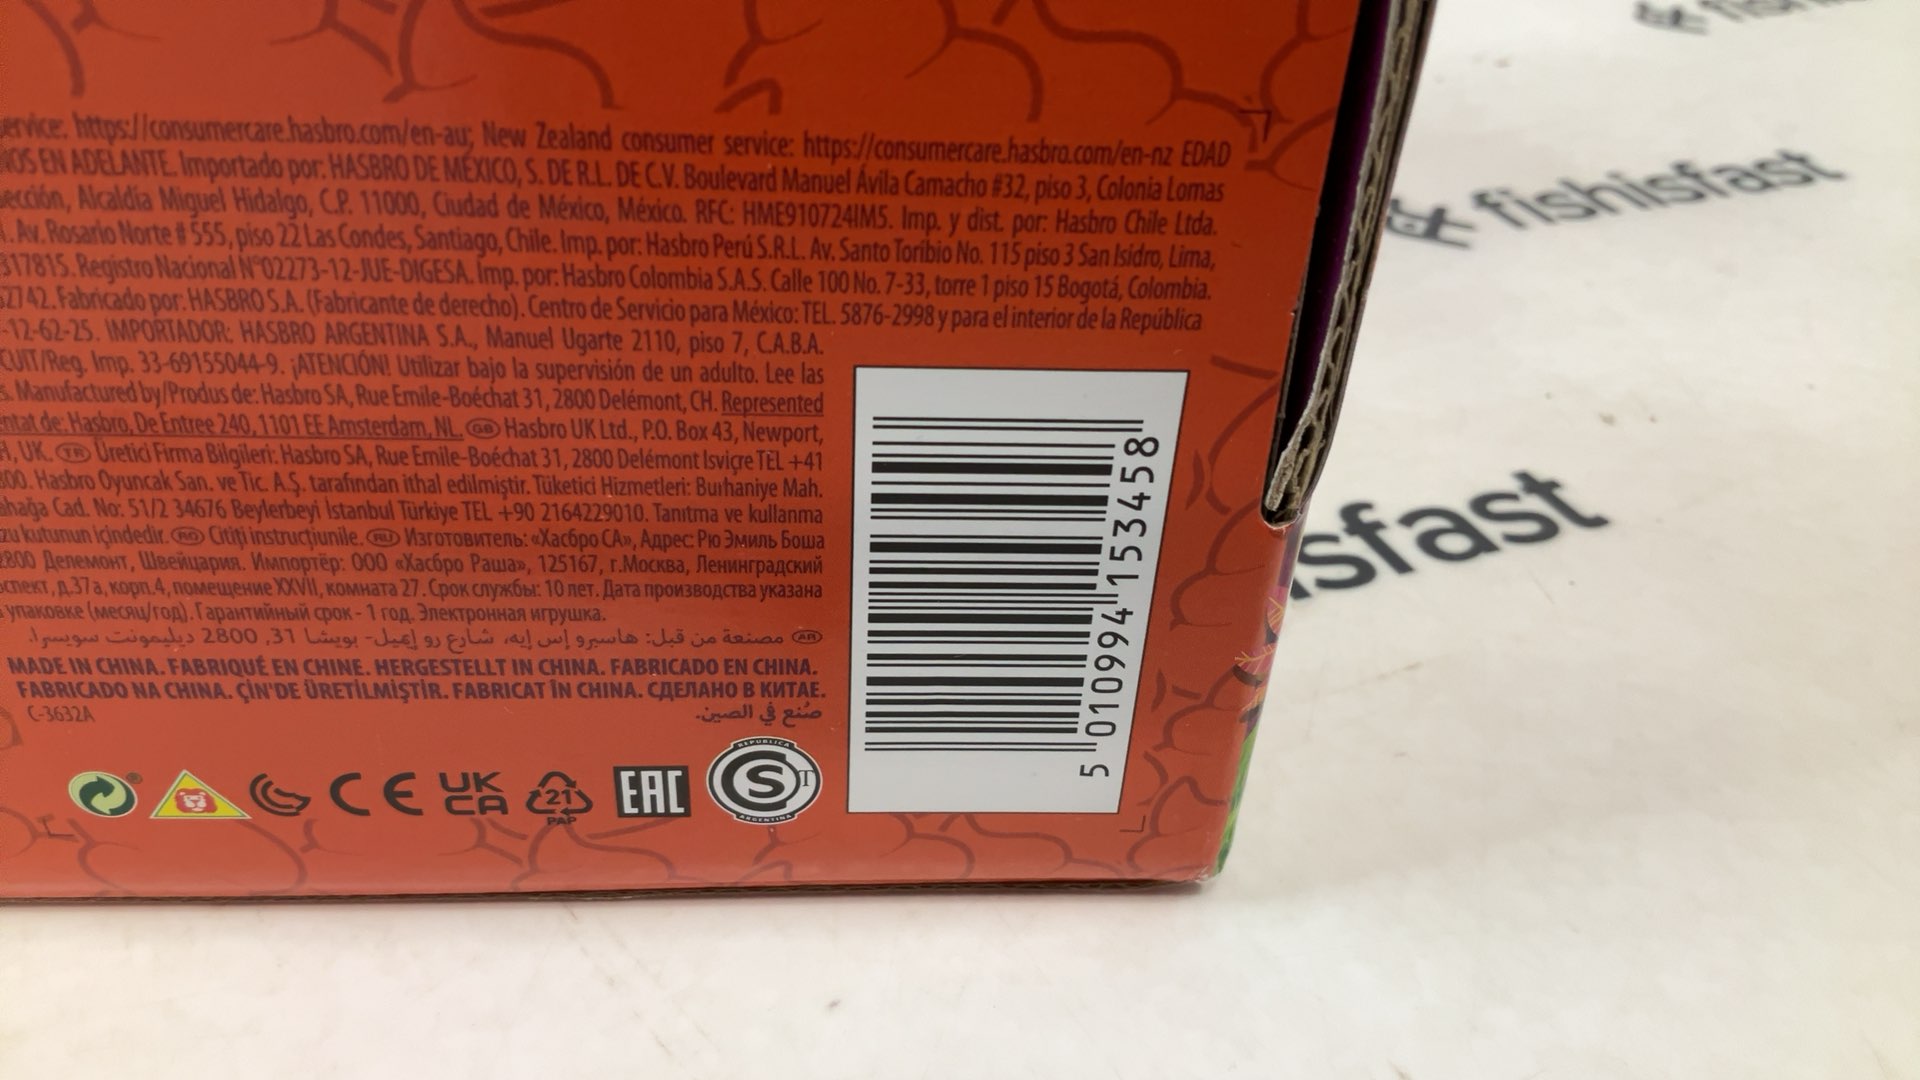 ervice: https://consumercare.hasbro.com/en-au; New Zealand consumer service: https://consumercare.hasbro.com/en-nz EDAD
EN ADELANTE. Importado por: HASBRO DE MÉXICO, S. DE R.L. DE C.V. Boulevard Manuel Ávila Camacho #32, piso 3, Colonia Lomas
ección, Alcaldía Miguel Hidalgo, C.P. 11000, Ciudad de México, México. RFC: HME910724IM5. Imp. y dist. por: Hasbro Chile Ltda.
. Av. Rosario Norte # 555, piso 22 Las Condes, Santiago, Chile. Imp. por: Hasbro Perú S.R.L. Av. Santo Toribio No. 115 piso 3 San Isidro, Lima,
317815. Registro Nacional N°02273-12-JUE-DIGESA. Imp. por: Hasbro Colombia S.A.S. Calle 100 No. 7-33, torre 1 piso 15 Bogotá, Colombia.
2742. Fabricado por: HASBRO S.A. (Fabricante de derecho). Centro de Servicio para México: TEL. 5876-2998 y para el interior de la República
-12-62-25. IMPORTADOR: HASBRO ARGENTINA S.A., Manuel Ugarte 2110, piso 7, C.A.B.A.
CUIT/Reg. Imp. 33-69155044-9. ¡ATENCIÓN! Utilizar bajo la supervisión de un adulto. Lee las
s. Manufactured by/Produs de: Hasbro SA, Rue Emile-Boéchat 31, 2800 Delémont, CH. Represented
ntat de: Hasbro, De Entree 240, 1101 EE Amsterdam, NL. GB Hasbro UK Ltd., P.O. Box 43, Newport,
, UK. TR Üretici Firma Bilgileri: Hasbro SA, Rue Emile-Boéchat 31, 2800 Delémont İsviçre TEL +41
00. Hasbro Oyuncak San. ve Tic. A.Ş. tarafından ithal edilmiştir. Tüketici Hizmetleri: Burhaniye Mah.
ahağa Cad. No: 51/2 34676 Beylerbeyi İstanbul Türkiye TEL +90 2164229010. Tanıtma ve kullanma
zu kutunun içindedir. RO Citiți instrucțiunile. RU Изготовитель: «Хасбро СА», Адрес: Рю Эмиль Боша
2800 Делемонт, Швейцария. Импортёр: ООО «Хасбро Раша», 125167, г.Москва, Ленинградский
спект, д.37а, корп.4, помещение XXVII, комната 27. Срок службы: 10 лет. Дата производства указана
упаковке (месяц/год). Гарантийный срок - 1 год. Электронная игрушка.
AR مصنعة من قبل: هاسبرو إس إيه، شارع رو إيميل- بويشا 31, 2800 ديليمونت سويسرا.
MADE IN CHINA. FABRIQUÉ EN CHINE. HERGESTELLT IN CHINA. FABRICADO EN CHINA.
FABRICADO NA CHINA. ÇİN'DE ÜRETİLMİŞTİR. FABRICAT ÎN CHINA. СДЕЛАНО В КИТАЕ.
C-3632A صُنع في الصين.
CE UK CA 21 PAP EAC REPUBLICA S T ARGENTINA
5 010994 153458
fishisfast
fishisfast
isfast